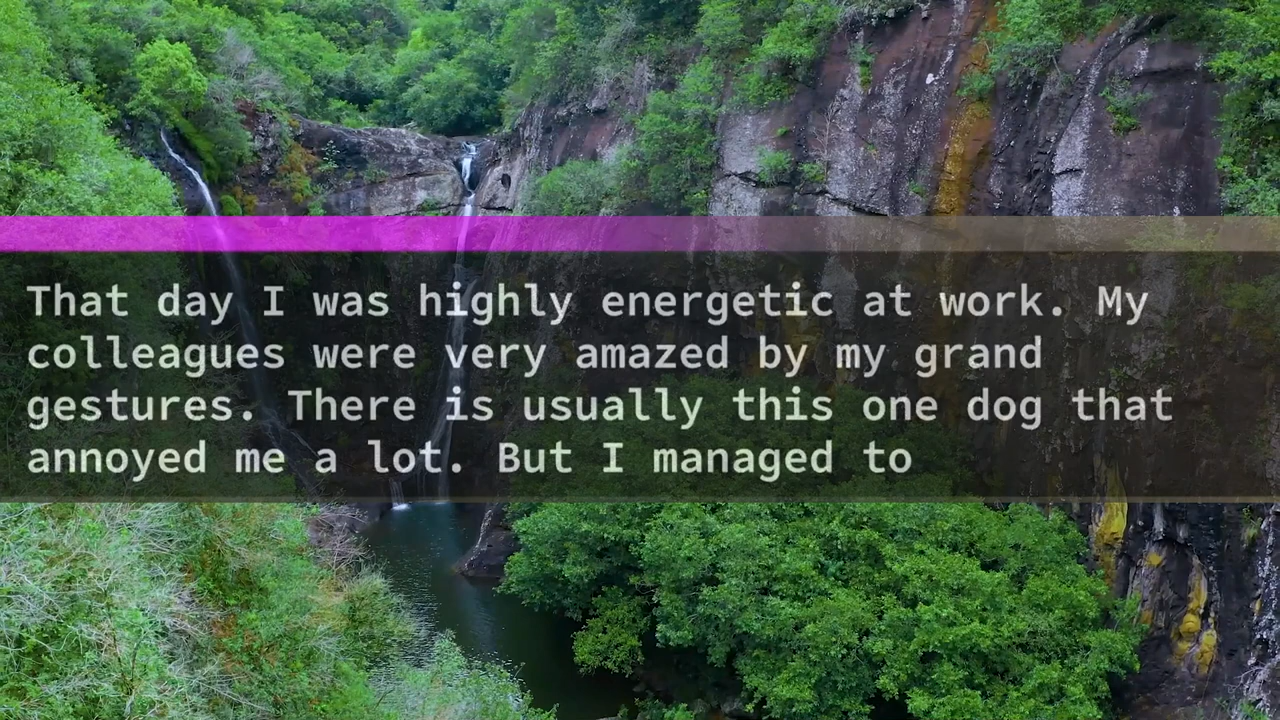 That day I was highly energetic at work. My
colleagues were very amazed by my grand
gestures. There is usually this one dog that
annoyed me a lot. But I managed to